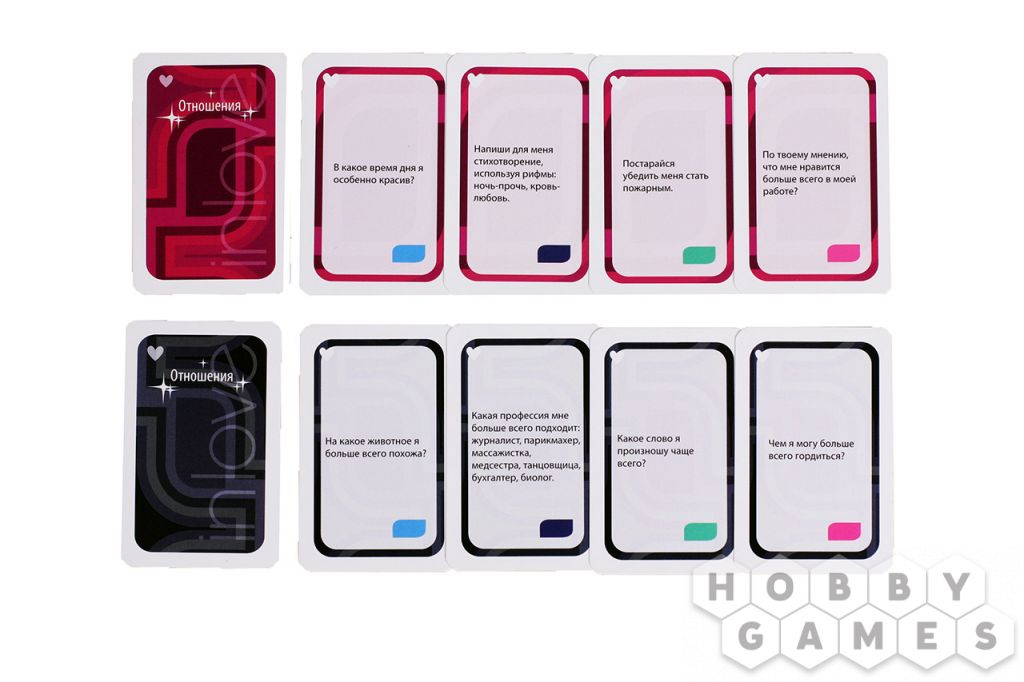 Отношения
inlove
В какое время дня я
особенно красив?
Напиши для меня
стихотворение,
используя рифмы:
ночь-прочь, кровь-
любовь.
Постарайся
убедить меня стать
пожарным.
По твоему мнению,
что мне нравится
больше всего в моей
работе?
Отношения
inlove
На какое животное я
больше всего похожа?
Какая профессия мне
больше всего подходит:
журналист, парикмахер,
массажистка,
медсестра, танцовщица,
бухгалтер, биолог.
Какое слово я
произношу чаще
всего?
Чем я могу больше
всего гордиться?
HOBBY
GAMES